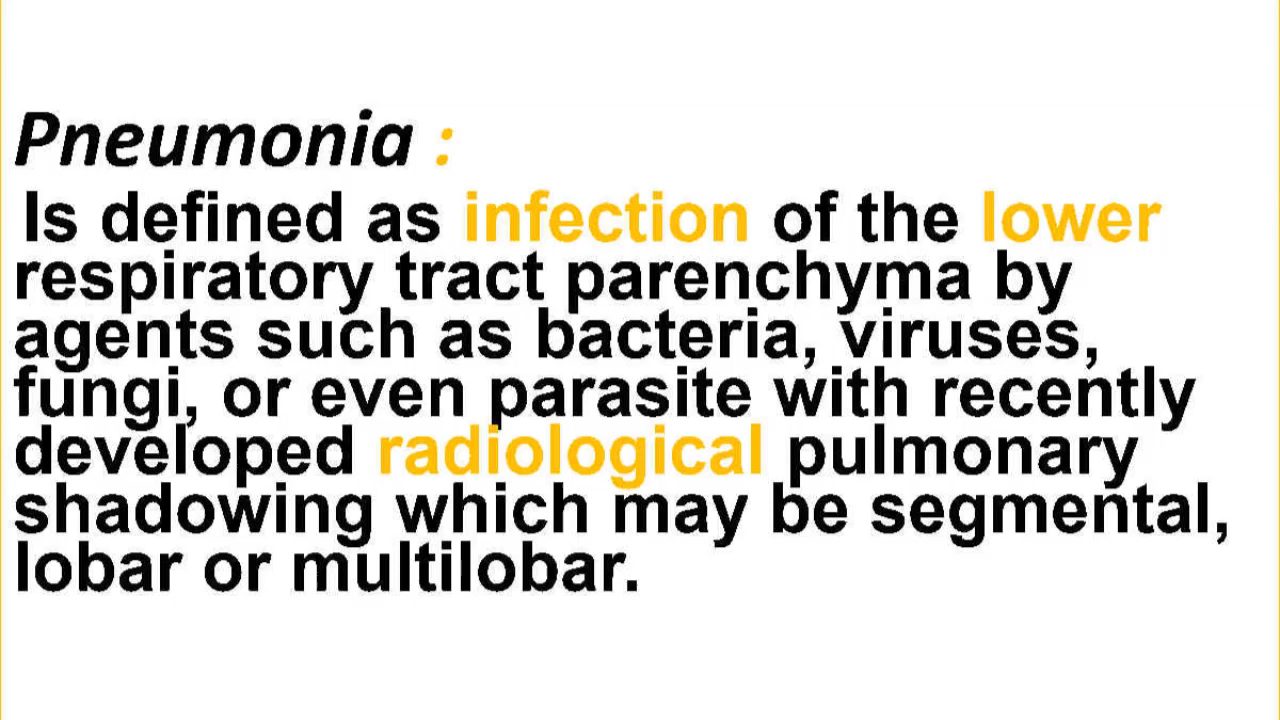 Pneumonia :
Is defined as infection of the lower
respiratory tract parenchyma by
agents such as bacteria, viruses,
fungi, or even parasite with recently
developed radiological pulmonary
shadowing which may be segmental,
lobar or multilobar.